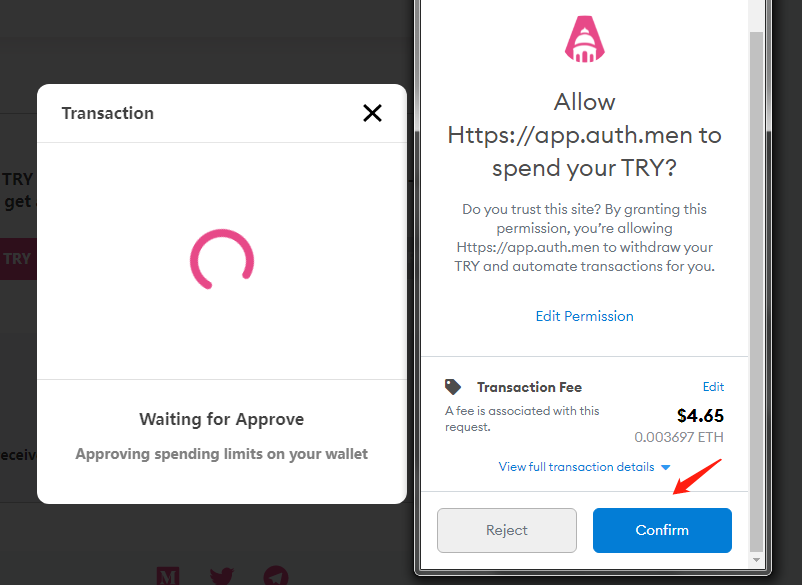 Transaction
TRY
get
TRY
Waiting for Approve
Approving spending limits on your wallet
Allow
Https://app.auth.men to
spend your TRY?
Do you trust this site? By granting this
permission, you're allowing
Https://app.auth.men to withdraw your
TRY and automate transactions for you.
Edit Permission
Transaction Fee
Edit
A fee is associated with this
request.
$4.65
0.003697 ETH
View full transaction details
Reject
Confirm